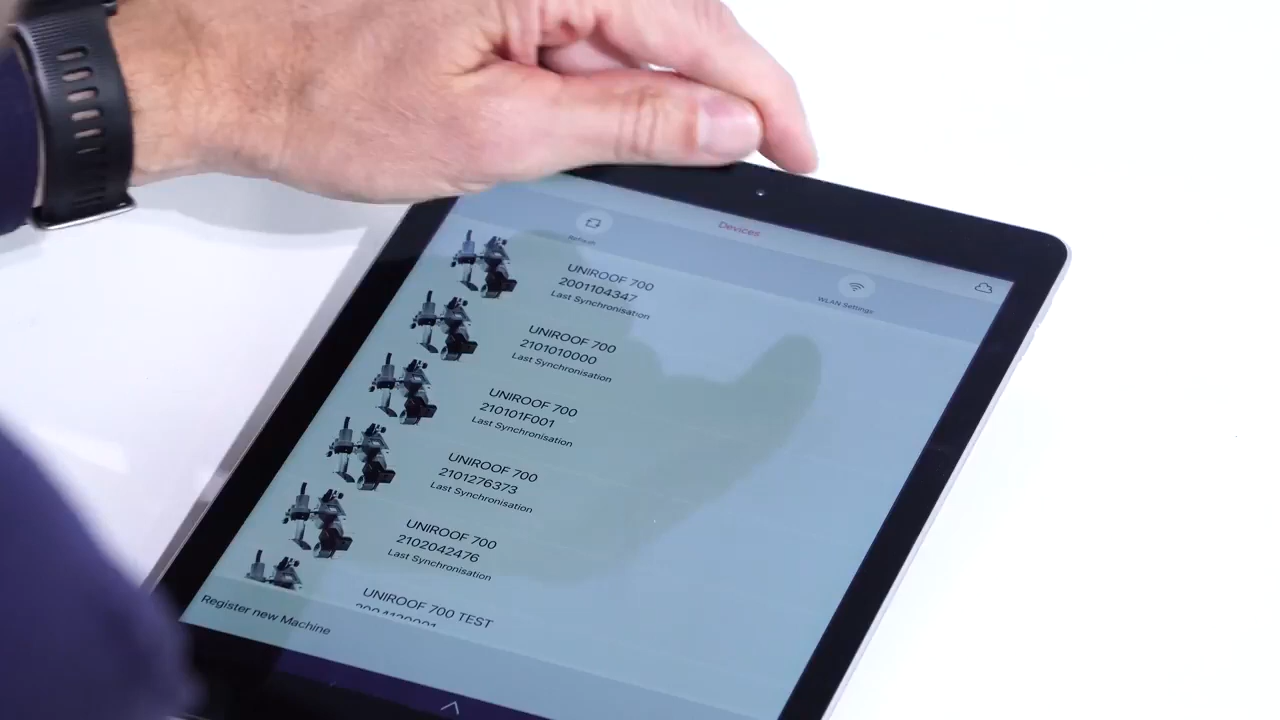 Devices
Refresh
WLAN Settings
UNIROOF 700
2001104347
Last Synchronisation
UNIROOF 700
2101010000
Last Synchronisation
UNIROOF 700
210101F001
Last Synchronisation
UNIROOF 700
2101276373
Last Synchronisation
UNIROOF 700
2102042476
Last Synchronisation
UNIROOF 700 TEST
Register new Machine